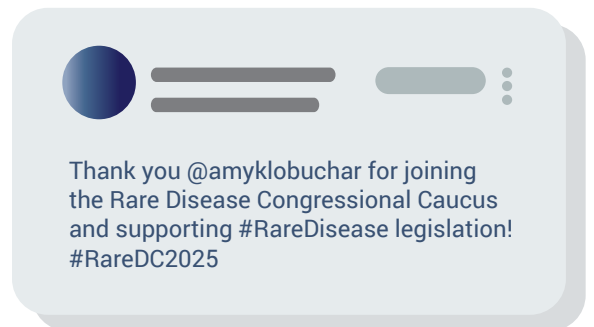 Thank you @amyklobuchar for joining
the Rare Disease Congressional Caucus
and supporting #RareDisease legislation!
#RareDC2025